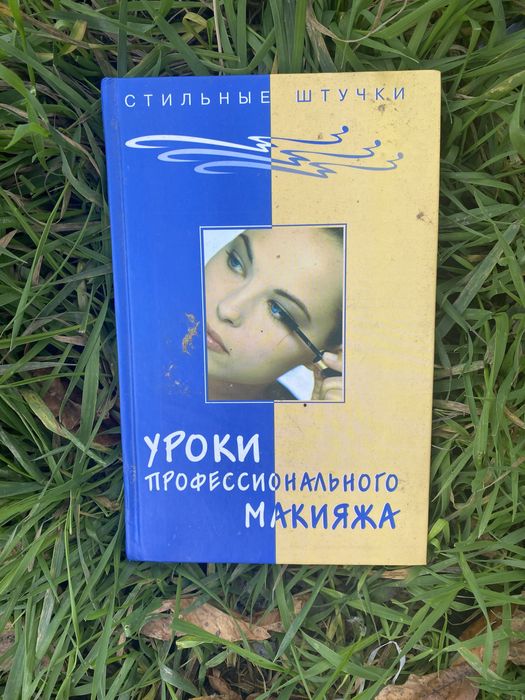 СТИЛЬНЫЕ ШТУЧКИ
УРОКИ
ПРОФЕССИОНАЛЬНОГО
МАКИЯЖА